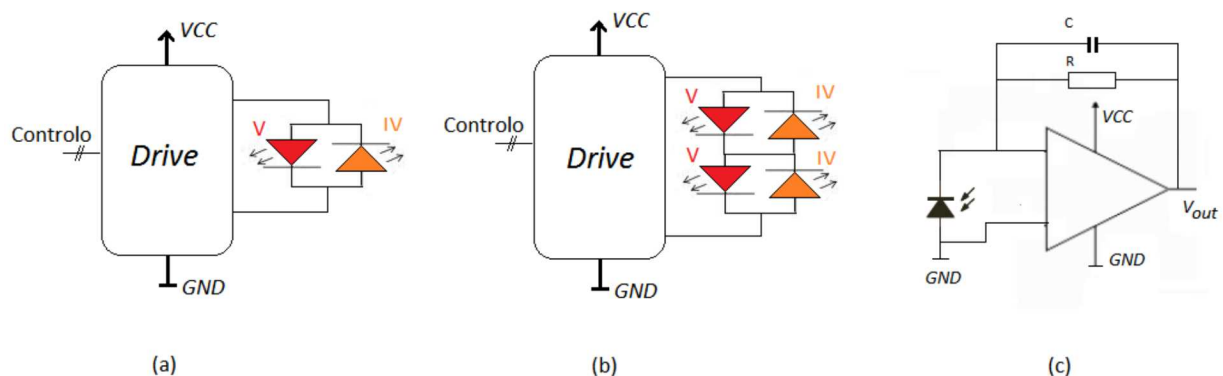 VCC
Controlo
Drive
V
IV
GND
(a)
VCC
Controlo
Drive
V
IV
V
IV
GND
(b)
C
R
VCC
Vout
GND
GND
(c)